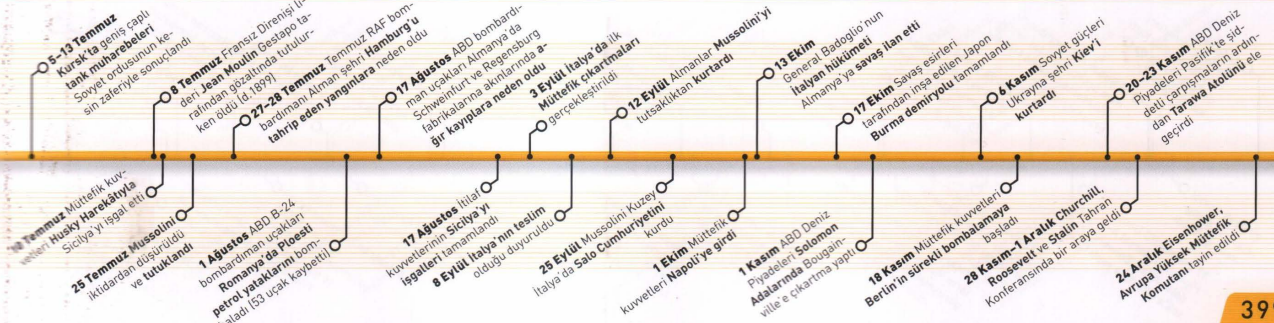 5–13 Temmuz
Kursk'ta geniş çaplı
tank muharebeleri
Sovyet ordusunun ke-
sin zaferiyle sonuçlandı
8 Temmuz Fransız Direnişi li-
deri Jean Moulin Gestapo ta-
rafından gözaltında tutulur-
ken öldü (d.1899)
27–28 Temmuz RAF bom-
bardımanı Alman şehri Hamburg'u
tahrip eden yangınlara neden oldu
17 Ağustos ABD bombardı-
man uçakları Almanya'da
Schweinfurt ve Regensburg
fabrikalarına akınlarında a-
ğır kayıplara neden oldu
3 Eylül İtalya'da ilk
Müttefik çıkartmaları
gerçekleştirildi
12 Eylül Almanlar Mussolini'yi
tutsaklıktan kurtardı
13 Ekim
General Badoglio'nun
İtalyan hükümeti
Almanya'ya savaş ilan etti
17 Ekim Savaş esirleri
tarafından inşa edilen Japon
Burma demiryolu tamamlandı
6 Kasım Sovyet güçleri
Ukrayna şehri Kiev'i
kurtardı
20–23 Kasım ABD Deniz
Piyadeleri Pasifik'te şid-
detli çarpışmaların ardın-
dan Tarawa Atolünü ele
geçirdi
Temmuz Müttefik kuv-
vetleri Husky Harekâtıyla
Sicilya'yı işgal etti
25 Temmuz Mussolini
iktidardan düşürüldü
ve tutuklandı
1 Ağustos ABD B-24
bombardıman uçakları
Romanya'da Ploesti
petrol yataklarını bom-
baladı (53 uçak kaybetti)
17 Ağustos İtilaf
kuvvetlerinin Sicilya'yı
işgalleri tamamlandı
8 Eylül İtalya'nın teslim
olduğu duyuruldu
25 Eylül Mussolini Kuzey
İtalya'da Salo Cumhuriyetini
kurdu
1 Ekim Müttefik
kuvvetleri Napoli'ye girdi
1 Kasım ABD Deniz
Piyadeleri Solomon
Adalarında Bougain-
ville'e çıkartma yaptı
18 Kasım Müttefik kuvvetleri
Berlin'in sürekli bombalamaya
başladı
28 Kasım–1 Aralık Churchill,
Roosevelt ve Stalin Tahran
Konferansında bir araya geldi
24 Aralık Eisenhower,
Avrupa Yüksek Müttefik
Komutanı tayin edildi